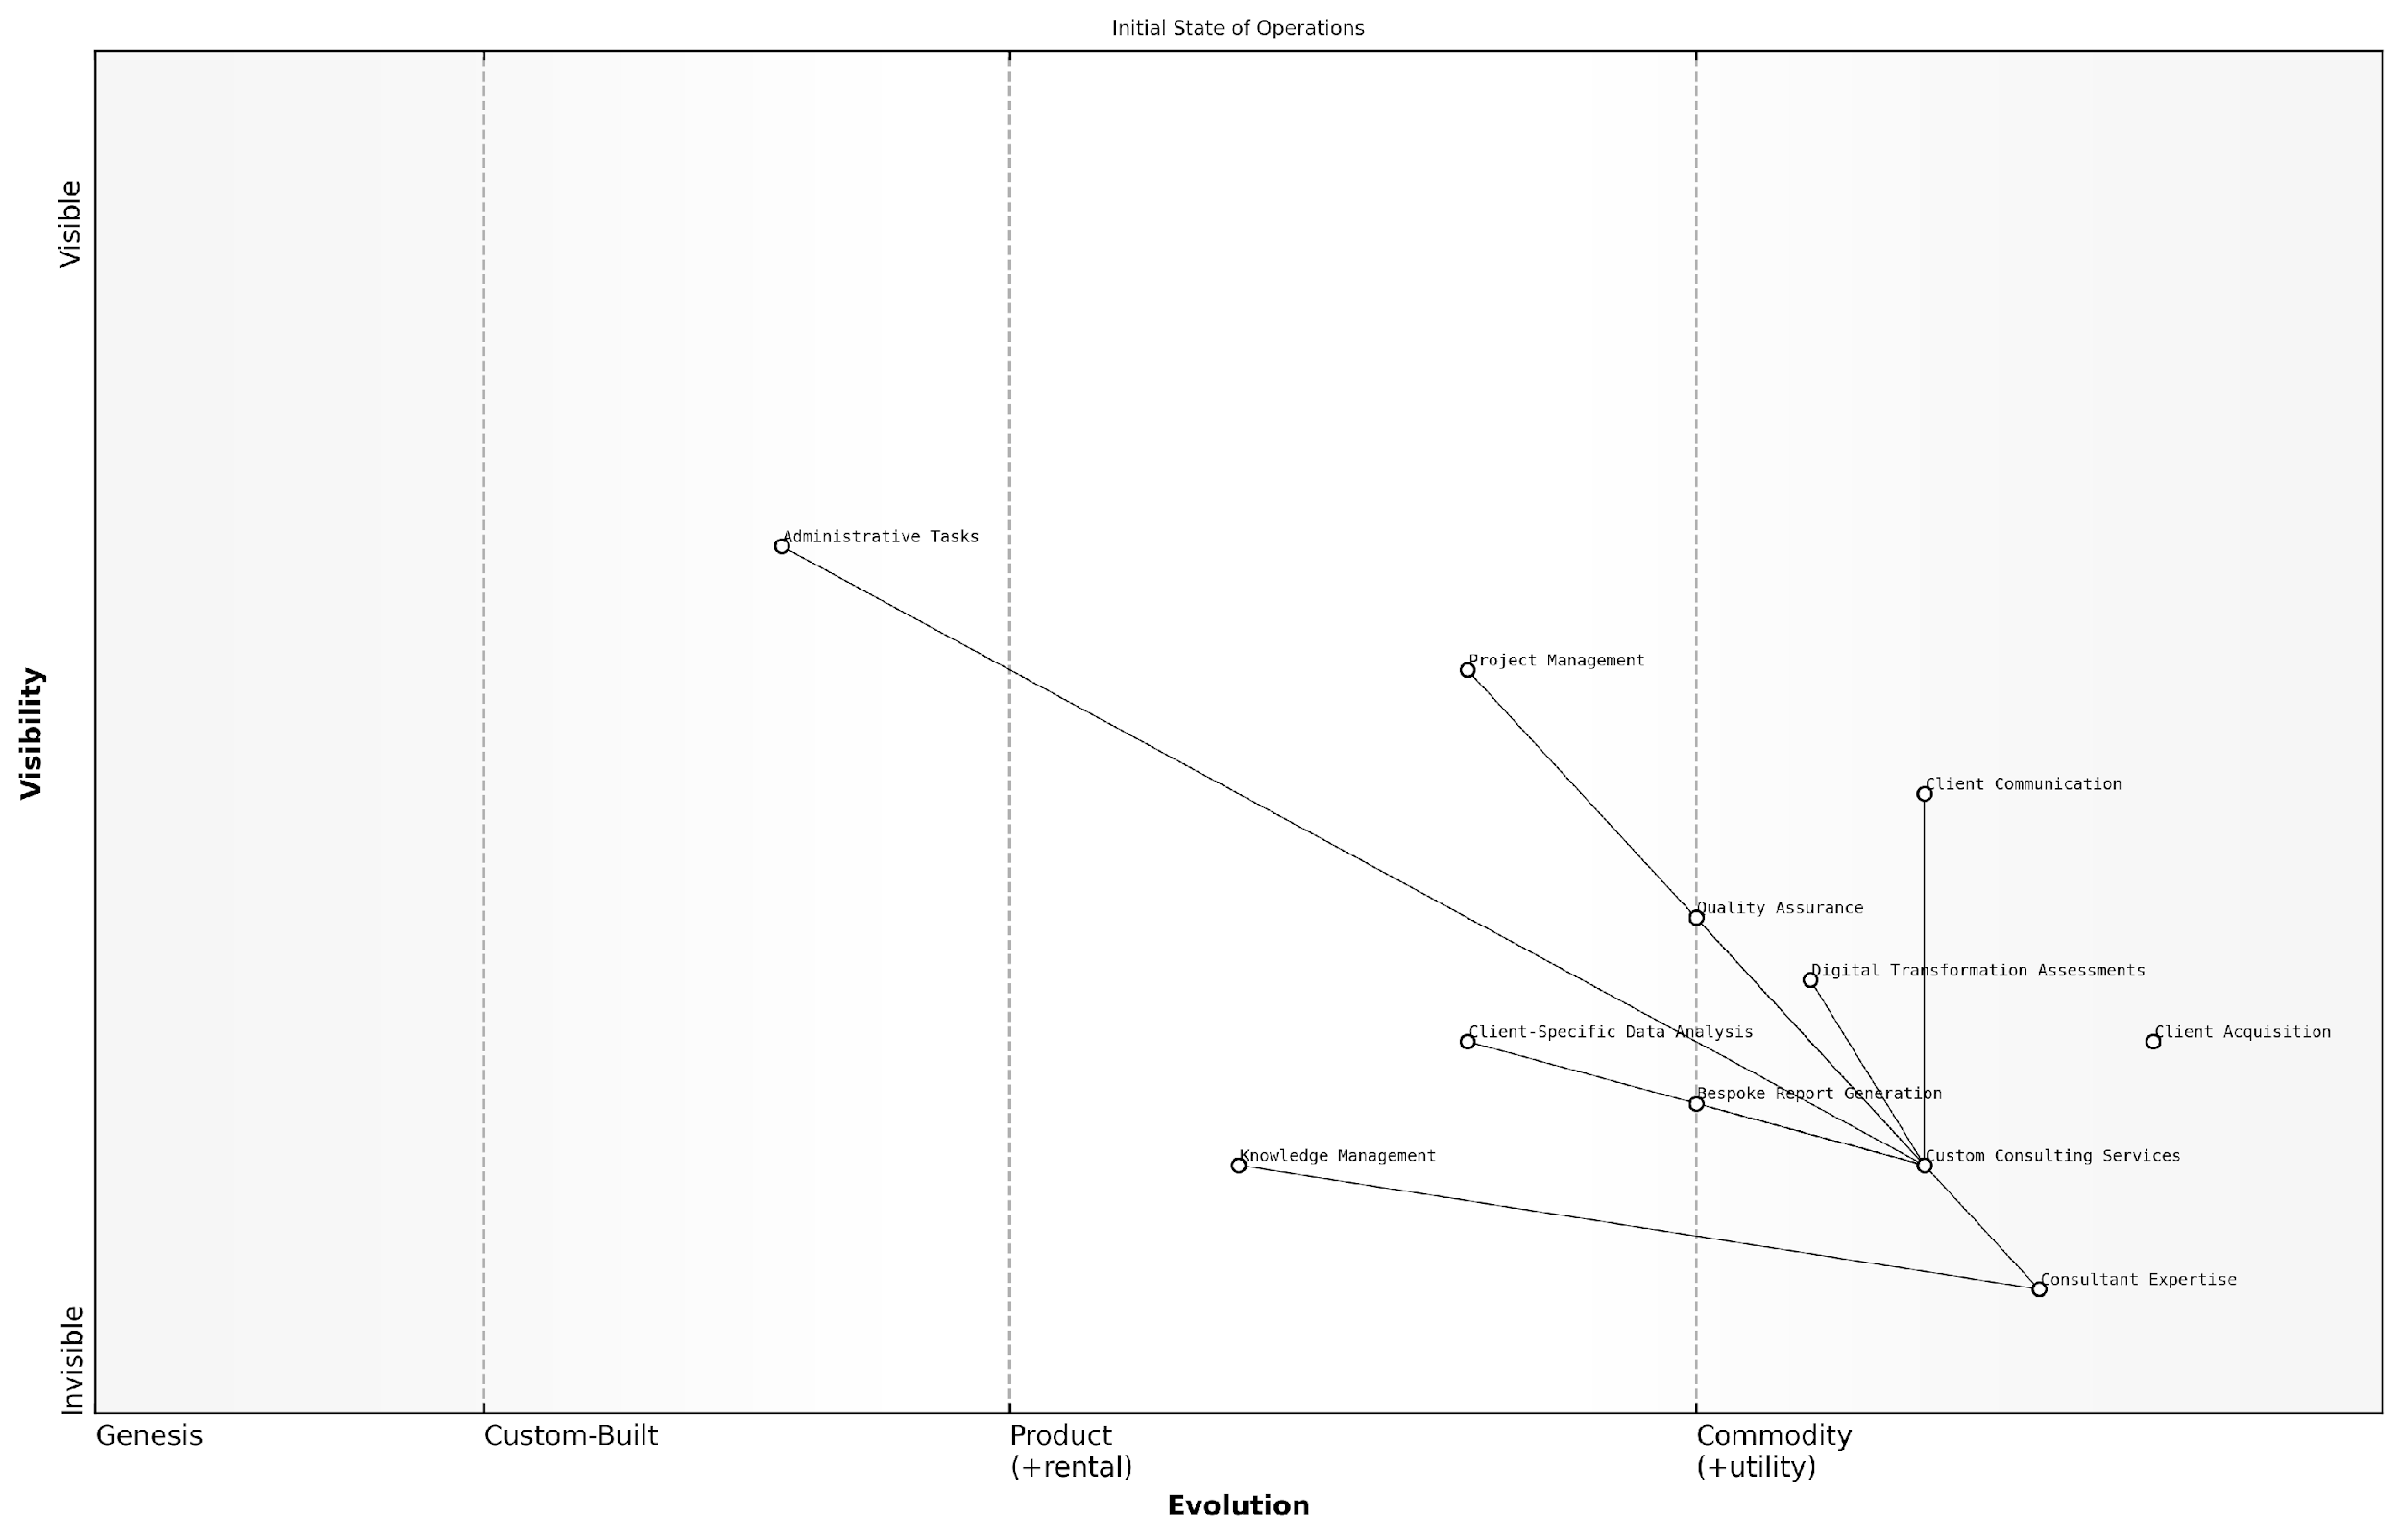 Initial State of Operations
Visible
Administrative Tasks
Project Management
Visibility
Client Communication
Quality Assurance
Digital Transformation Assessments
Client-Specific Data Analysis
Client Acquisition
Bespoke Report Generation
Knowledge Management
Custom Consulting Services
Consultant Expertise
Invisible
Genesis
Custom-Built
Product
(+rental)
Commodity
(+utility)
Evolution